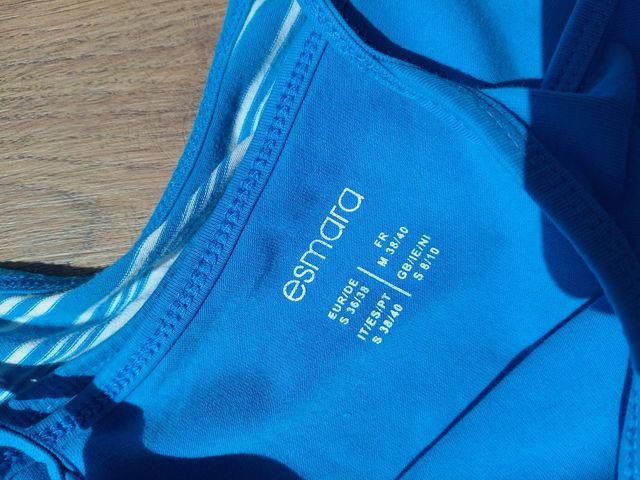 esmara
EUR/DE
S 36/38
FR
M 38/40
IT/ES/PT
S 38/40
GB/IE/NI
S 8/10